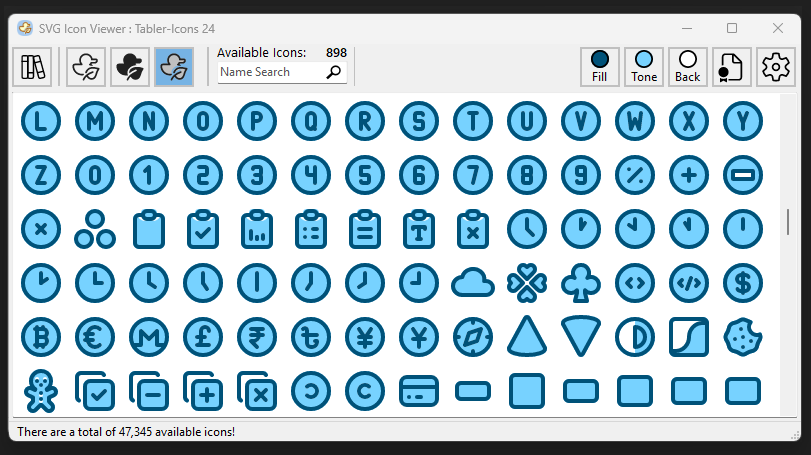 SVG Icon Viewer : Tabler-Icons 24
Available Icons: 898
Name Search
Fill Tone Back
L M N O P Q R S T U V W X Y
Z 0 1 2 3 4 5 6 7 8 9 % + −
×
T
< > </> $
₿ € £ ₹ ৳ ¥ ¥
C
There are a total of 47,345 available icons!